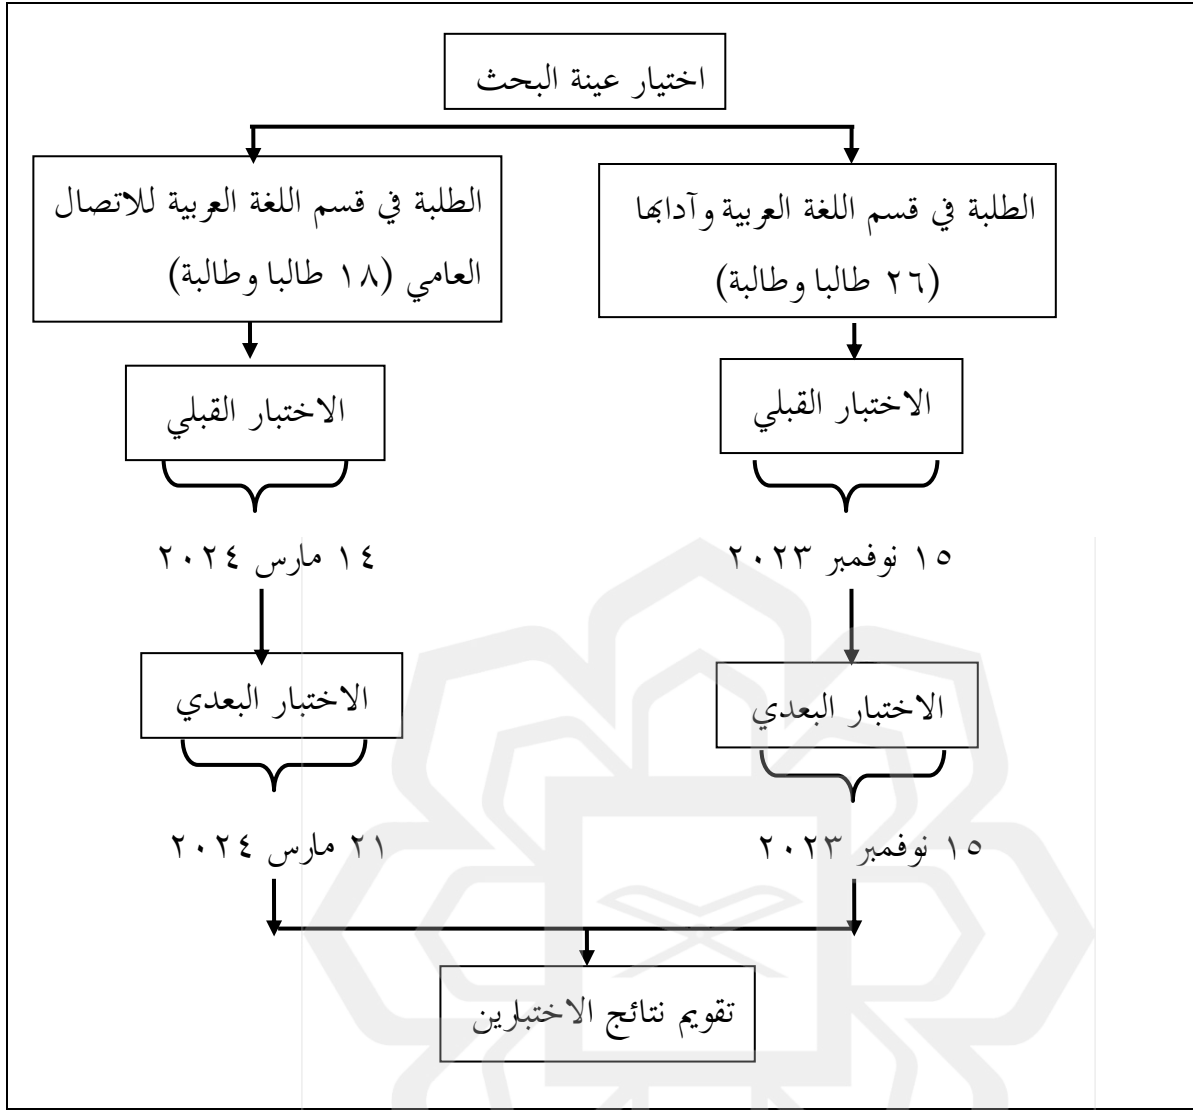 اختيار عينة البحث
الطلبة في قسم اللغة العربية وآدابها
(٢٦ طالبا وطالبة)
الطلبة في قسم اللغة العربية للاتصال
العامي (١٨ طالبا وطالبة)
الاختبار القبلي
الاختبار القبلي
١٥ نوفمبر ٢٠٢٣
١٤ مارس ٢٠٢٤
الاختبار البعدي
الاختبار البعدي
١٥ نوفمبر ٢٠٢٣
٢١ مارس ٢٠٢٤
تقويم نتائج الاختبارين